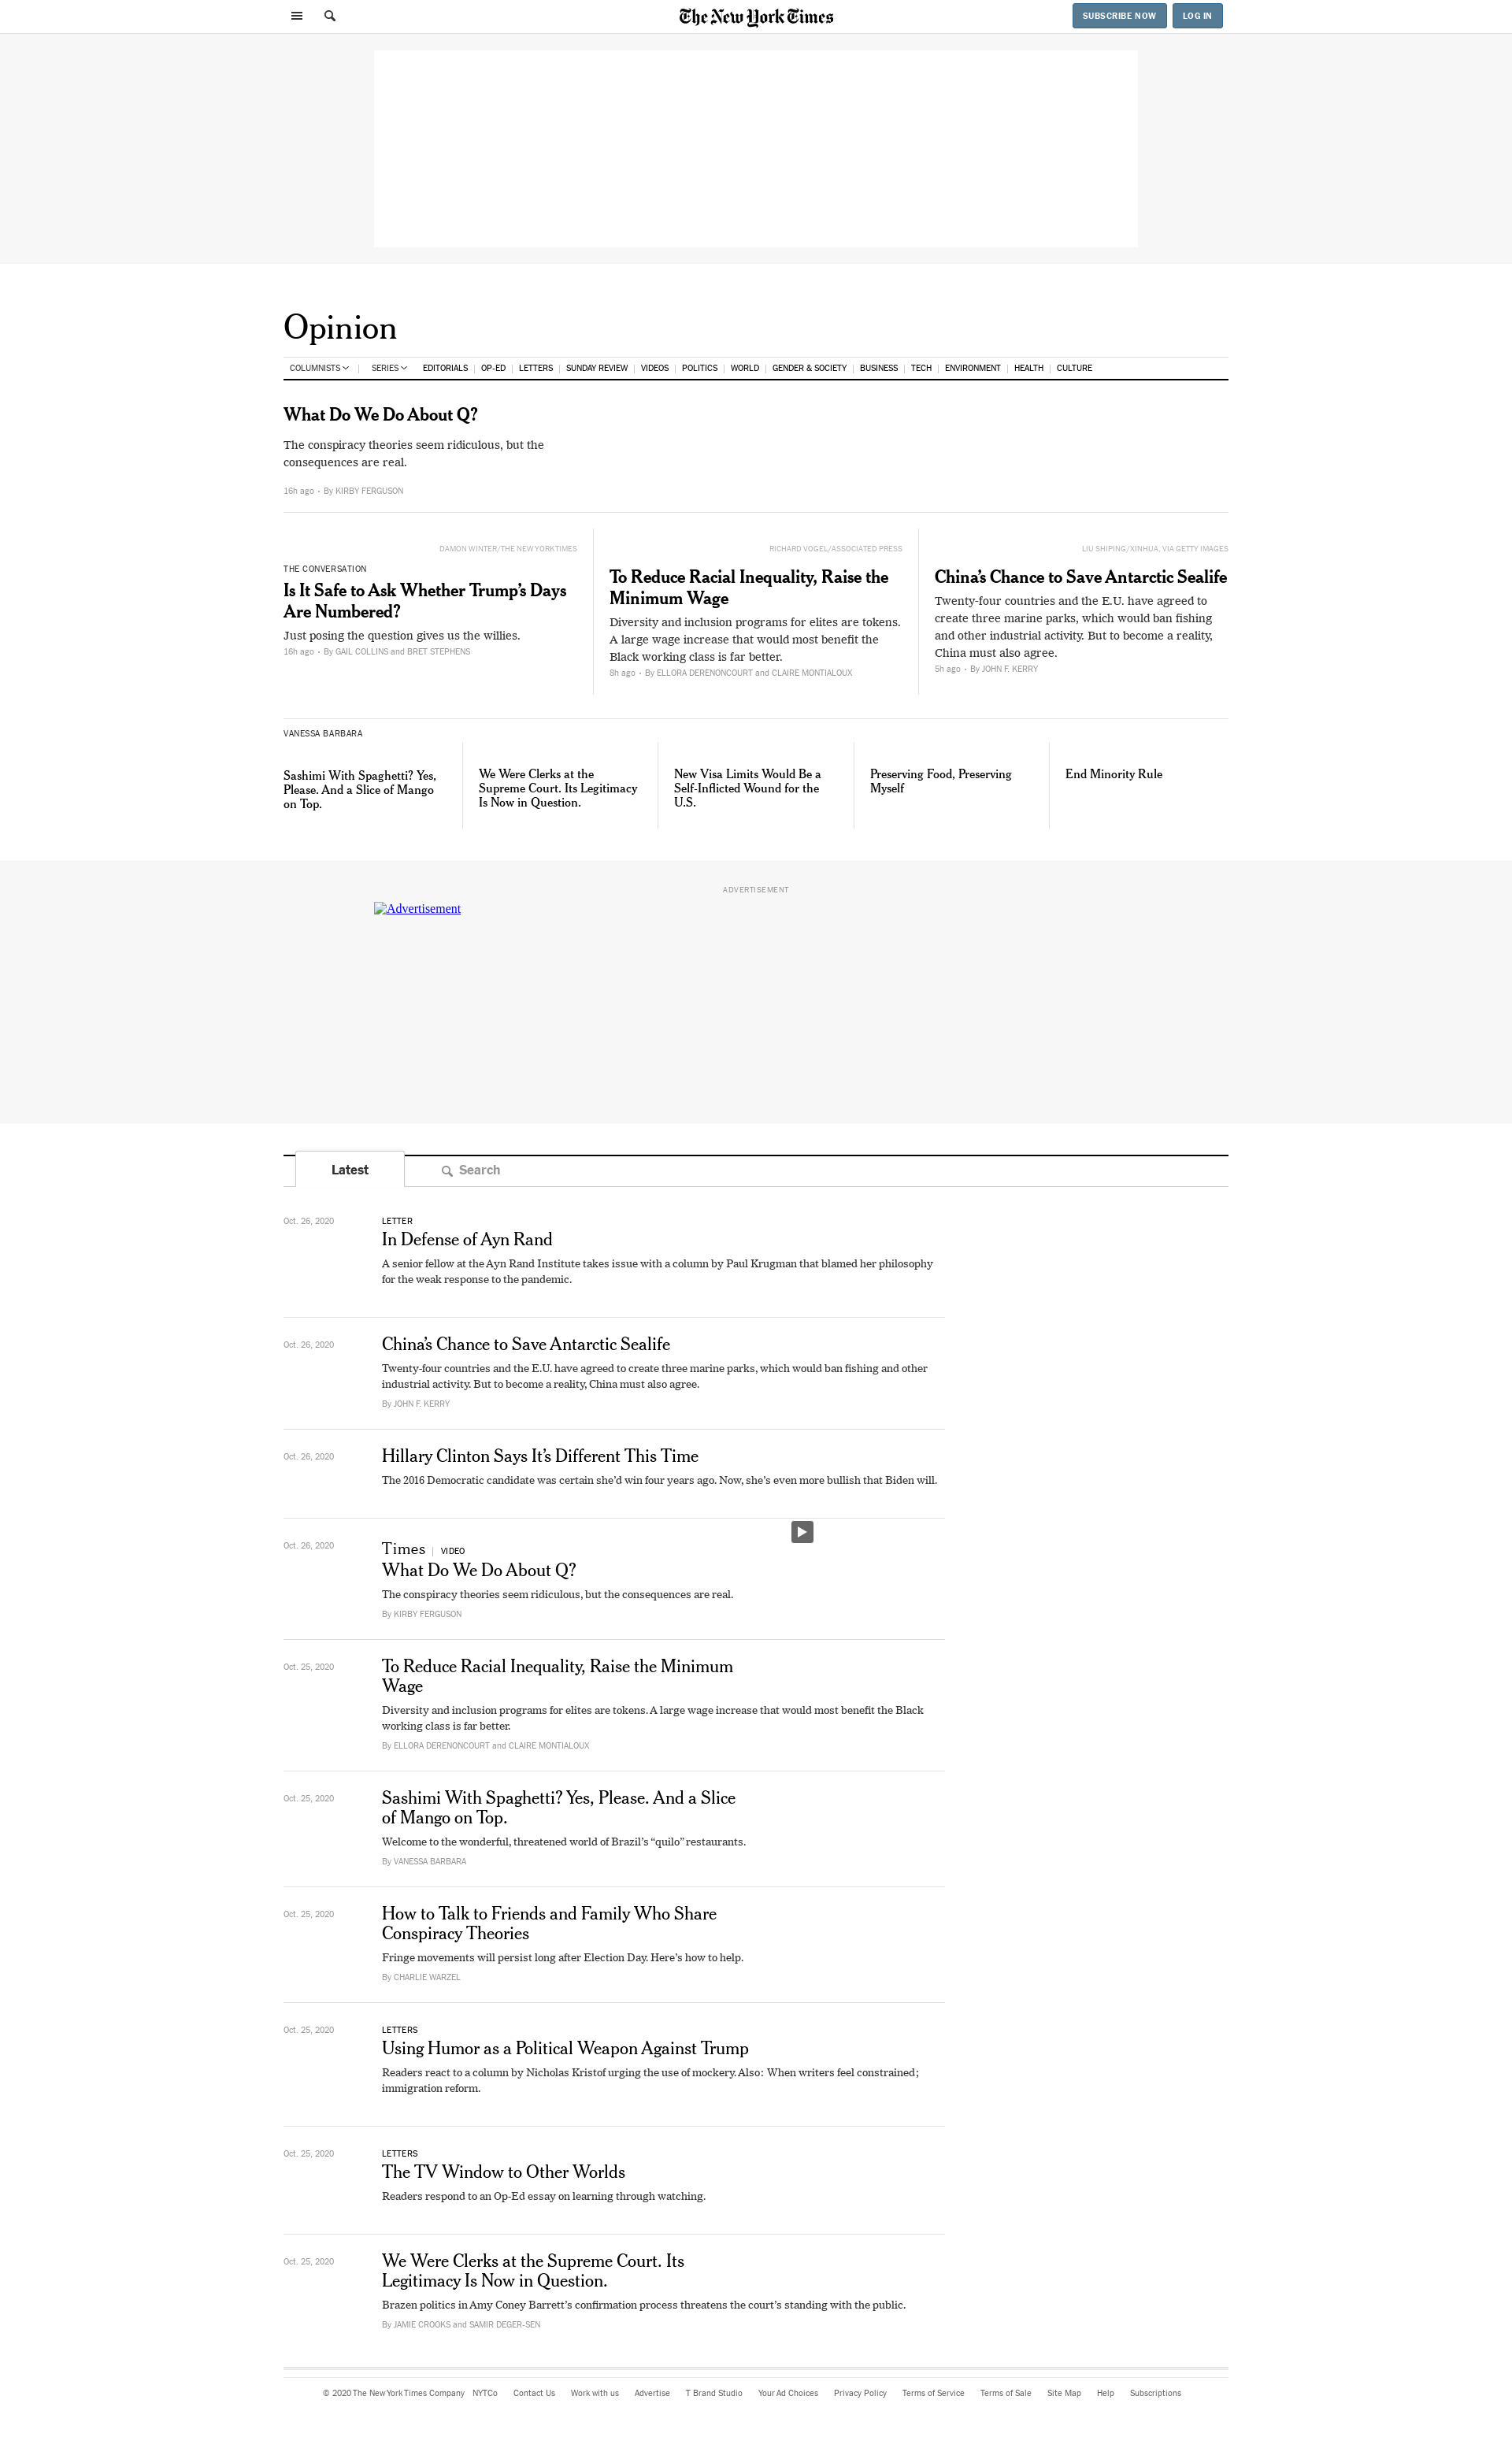 The New York Times
SUBSCRIBE NOW
LOG IN
Opinion
COLUMNISTS
SERIES
EDITORIALS
OP-ED
LETTERS
SUNDAY REVIEW
VIDEOS
POLITICS
WORLD
GENDER & SOCIETY
BUSINESS
TECH
ENVIRONMENT
HEALTH
CULTURE
What Do We Do About Q?
The conspiracy theories seem ridiculous, but the
consequences are real.
16h ago • By KIRBY FERGUSON
DAMON WINTER/THE NEW YORK TIMES
THE CONVERSATION
Is It Safe to Ask Whether Trump’s Days
Are Numbered?
Just posing the question gives us the willies.
16h ago • By GAIL COLLINS and BRET STEPHENS
RICHARD VOGEL/ASSOCIATED PRESS
To Reduce Racial Inequality, Raise the
Minimum Wage
Diversity and inclusion programs for elites are tokens.
A large wage increase that would most benefit the
Black working class is far better.
8h ago • By ELLORA DERENONCOURT and CLAIRE MONTIALOUX
LIU SHIPING/XINHUA, VIA GETTY IMAGES
China’s Chance to Save Antarctic Sealife
Twenty-four countries and the E.U. have agreed to
create three marine parks, which would ban fishing
and other industrial activity. But to become a reality,
China must also agree.
5h ago • By JOHN F. KERRY
VANESSA BARBARA
Sashimi With Spaghetti? Yes,
Please. And a Slice of Mango
on Top.
We Were Clerks at the
Supreme Court. Its Legitimacy
Is Now in Question.
New Visa Limits Would Be a
Self-Inflicted Wound for the
U.S.
Preserving Food, Preserving
Myself
End Minority Rule
ADVERTISEMENT
Advertisement
Latest
Search
Oct. 26, 2020
LETTER
In Defense of Ayn Rand
A senior fellow at the Ayn Rand Institute takes issue with a column by Paul Krugman that blamed her philosophy
for the weak response to the pandemic.
Oct. 26, 2020
China’s Chance to Save Antarctic Sealife
Twenty-four countries and the E.U. have agreed to create three marine parks, which would ban fishing and other
industrial activity. But to become a reality, China must also agree.
By JOHN F. KERRY
Oct. 26, 2020
Hillary Clinton Says It’s Different This Time
The 2016 Democratic candidate was certain she’d win four years ago. Now, she’s even more bullish that Biden will.
Oct. 26, 2020
Times | VIDEO
What Do We Do About Q?
The conspiracy theories seem ridiculous, but the consequences are real.
By KIRBY FERGUSON
Oct. 25, 2020
To Reduce Racial Inequality, Raise the Minimum
Wage
Diversity and inclusion programs for elites are tokens. A large wage increase that would most benefit the Black
working class is far better.
By ELLORA DERENONCOURT and CLAIRE MONTIALOUX
Oct. 25, 2020
Sashimi With Spaghetti? Yes, Please. And a Slice
of Mango on Top.
Welcome to the wonderful, threatened world of Brazil’s “quilo” restaurants.
By VANESSA BARBARA
Oct. 25, 2020
How to Talk to Friends and Family Who Share
Conspiracy Theories
Fringe movements will persist long after Election Day. Here’s how to help.
By CHARLIE WARZEL
Oct. 25, 2020
LETTERS
Using Humor as a Political Weapon Against Trump
Readers react to a column by Nicholas Kristof urging the use of mockery. Also: When writers feel constrained;
immigration reform.
Oct. 25, 2020
LETTERS
The TV Window to Other Worlds
Readers respond to an Op-Ed essay on learning through watching.
Oct. 25, 2020
We Were Clerks at the Supreme Court. Its
Legitimacy Is Now in Question.
Brazen politics in Amy Coney Barrett’s confirmation process threatens the court’s standing with the public.
By JAMIE CROOKS and SAMIR DEGER-SEN
© 2020 The New York Times Company
NYTCo
Contact Us
Work with us
Advertise
T Brand Studio
Your Ad Choices
Privacy Policy
Terms of Service
Terms of Sale
Site Map
Help
Subscriptions